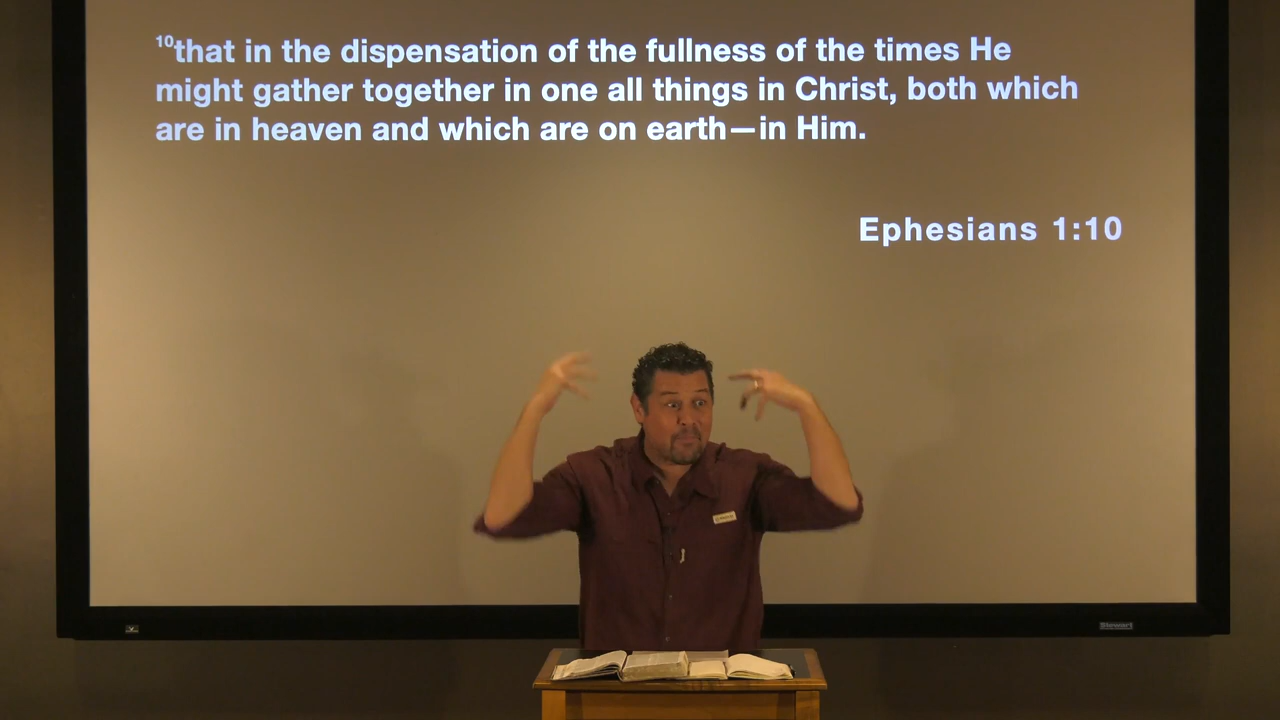 ¹⁰that in the dispensation of the fullness of the times He
might gather together in one all things in Christ, both which
are in heaven and which are on earth—in Him.
Ephesians 1:10
Stewart